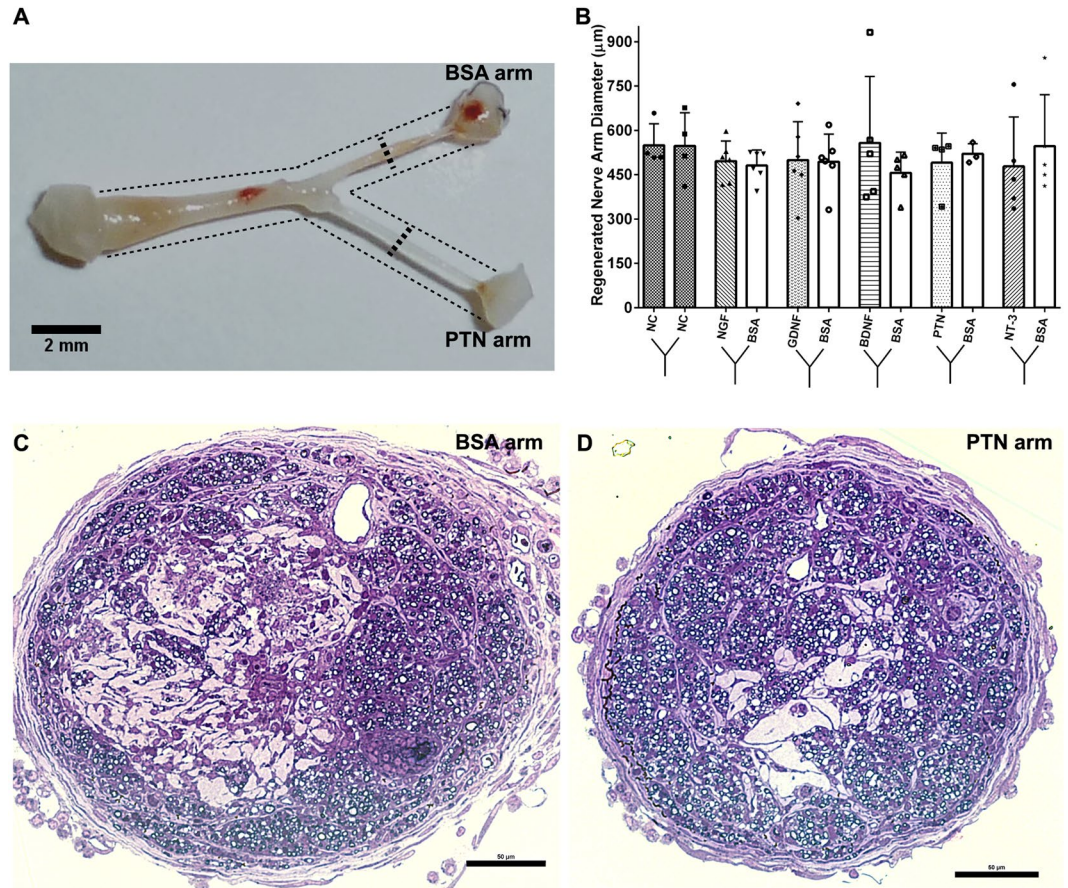 A
BSA arm
PTN arm
2 mm
B
Regenerated Nerve Arm Diameter (μm)
900
750
600
450
300
150
0
NC
NC
NGF
BSA
GDNF
BSA
BDNF
BSA
PTN
BSA
NT-3
BSA
C
BSA arm
50 μm
D
PTN arm
50 μm